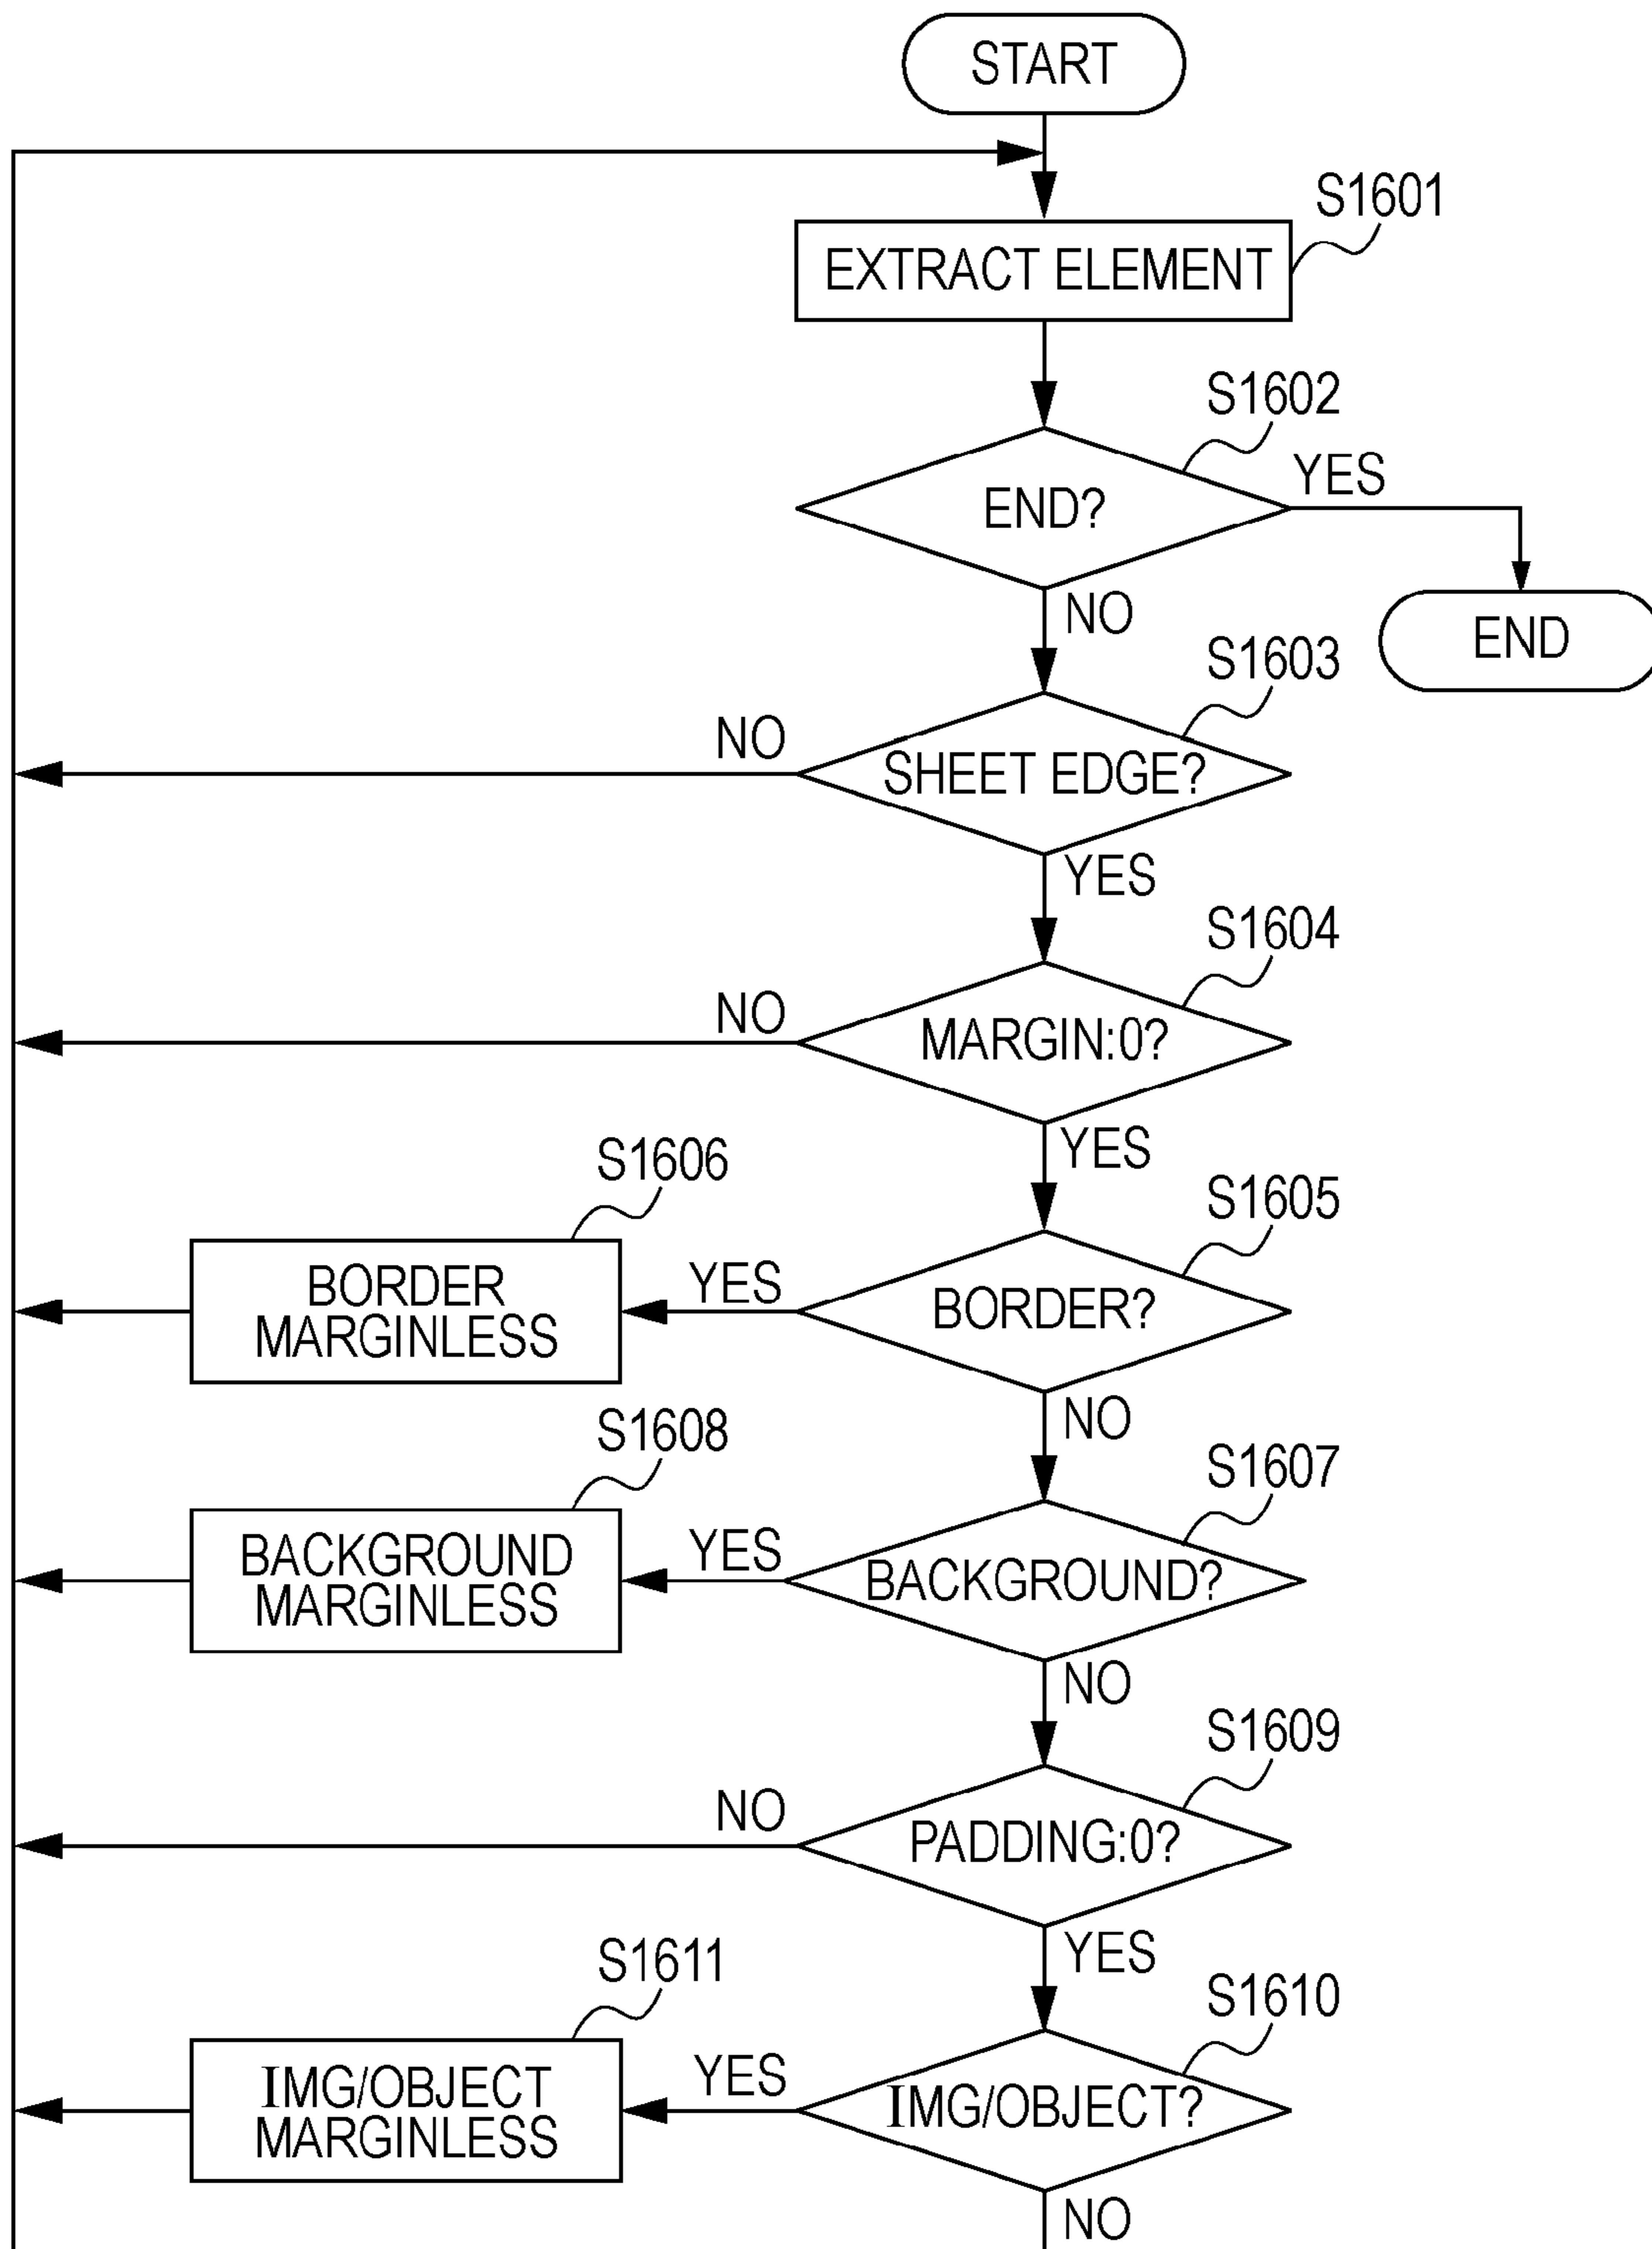 START
S1601
EXTRACT ELEMENT
S1602
END?
YES
NO
END
S1603
SHEET EDGE?
NO
YES
S1604
MARGIN:0?
NO
YES
S1605
BORDER?
YES
S1606
BORDER
MARGINLESS
NO
S1607
BACKGROUND?
YES
S1608
BACKGROUND
MARGINLESS
NO
S1609
PADDING:0?
NO
YES
S1610
IMG/OBJECT?
YES
S1611
IMG/OBJECT
MARGINLESS
NO